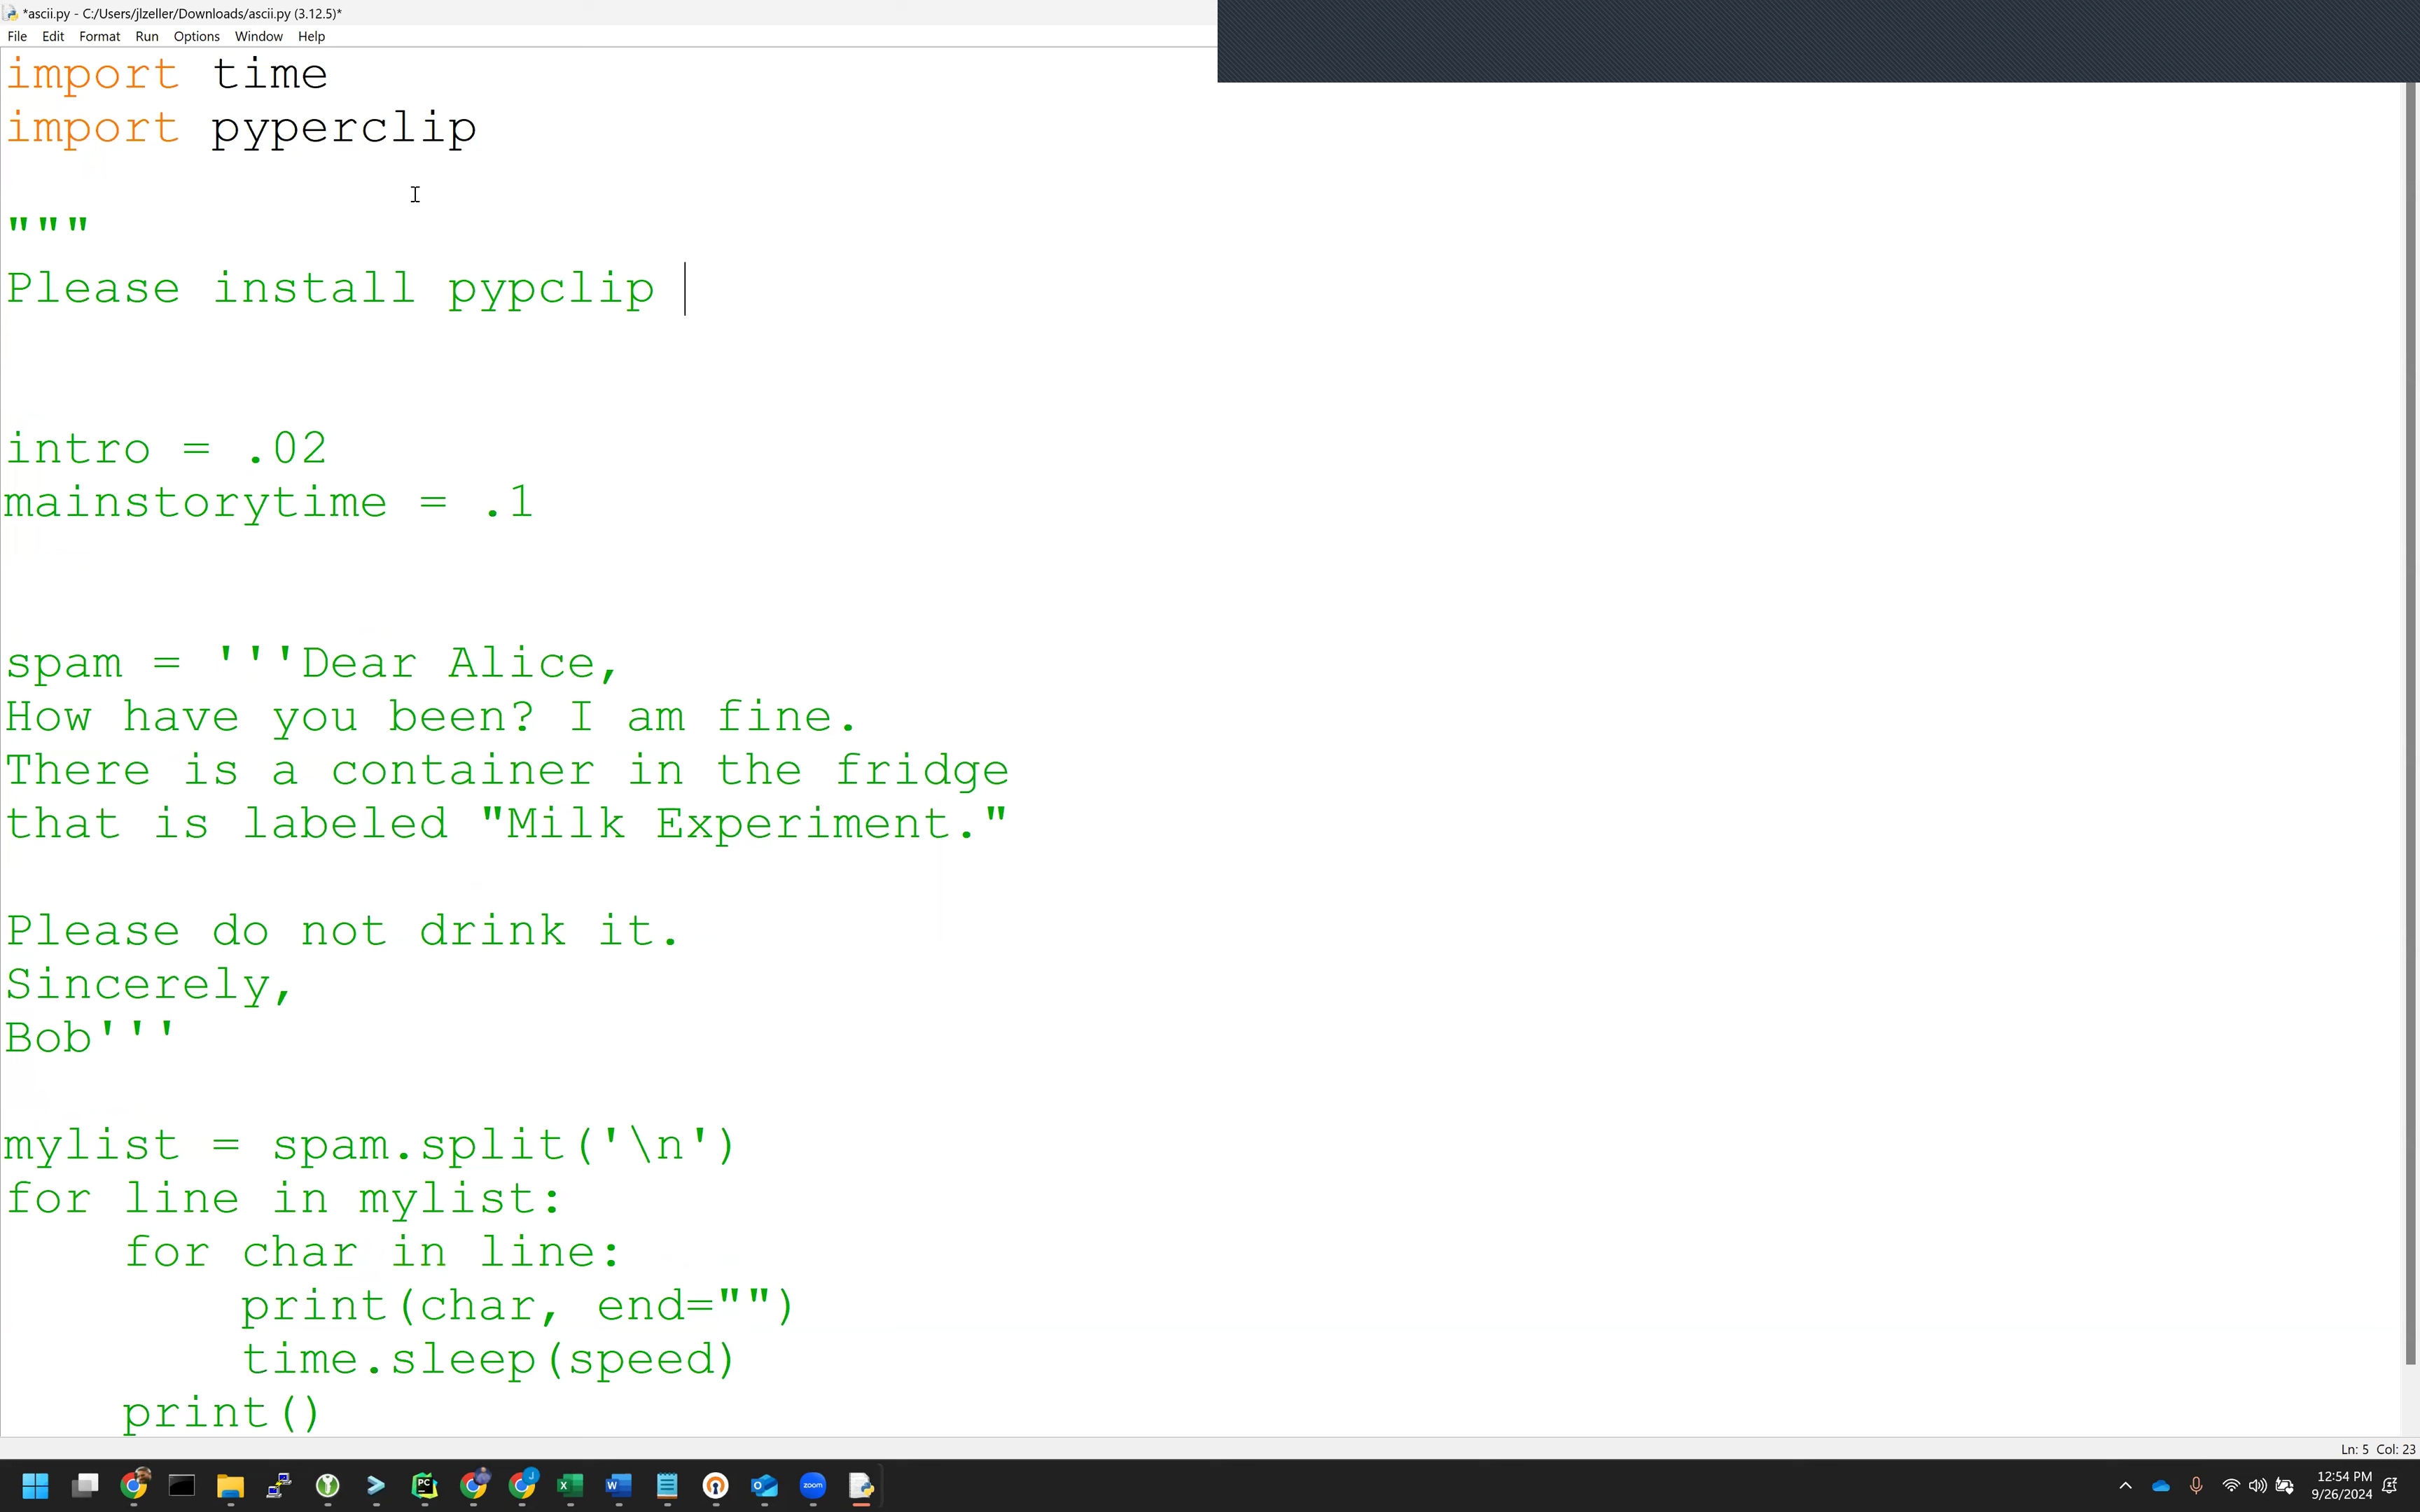 *ascii.py - C:/Users/jlzeller/Downloads/ascii.py (3.12.5)*
File Edit Format Run Options Window Help
import time
import pyperclip
"""
Please install pypclip
intro = .02
mainstorytime = .1
spam = '''Dear Alice,
How have you been? I am fine.
There is a container in the fridge
that is labeled "Milk Experiment."
Please do not drink it.
Sincerely,
Bob'''
mylist = spam.split('\n')
for line in mylist:
    for char in line:
        print(char, end="")
        time.sleep(speed)
    print()
Ln: 5 Col: 23
PC
J
zoom
12:54 PM
9/26/2024